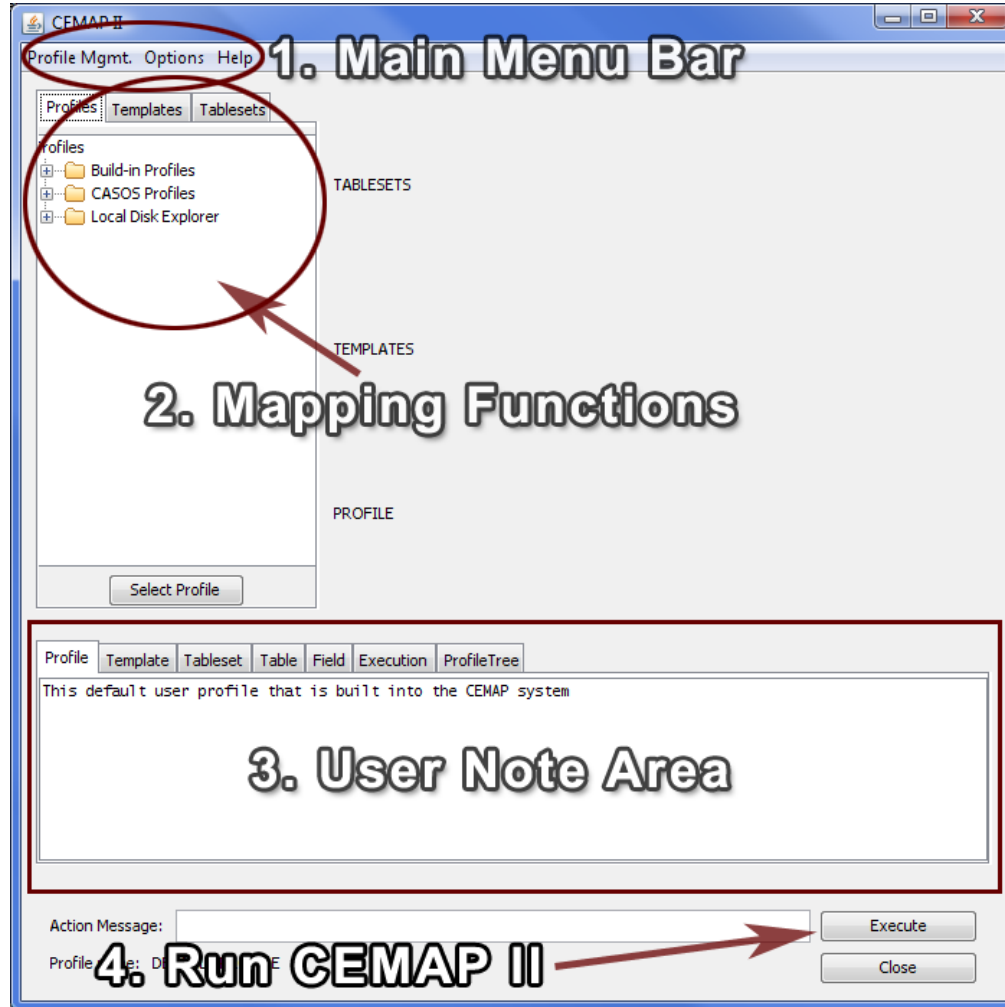 CEMAP II
Profile Mgmt. Options Help
1. Main Menu Bar
Profiles Templates Tablesets
rofiles
Build-in Profiles
CASOS Profiles
Local Disk Explorer
TABLESETS
TEMPLATES
2. Mapping Functions
PROFILE
Select Profile
Profile Template Tableset Table Field Execution ProfileTree
This default user profile that is built into the CEMAP system
3. User Note Area
Action Message:
Execute
4. Run CEMAP II
Profile
Close